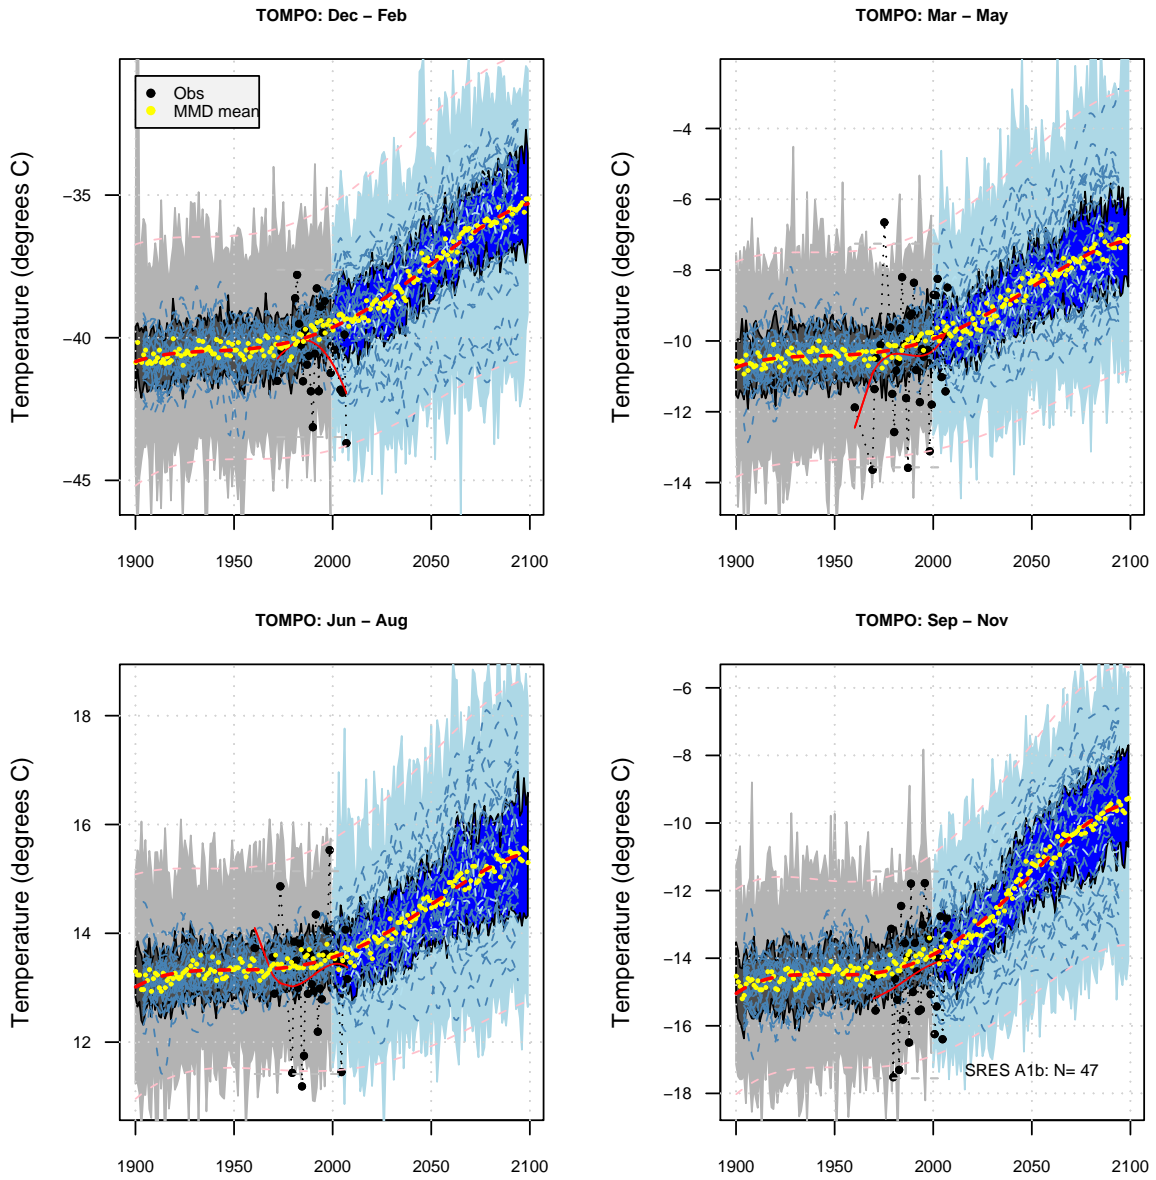 TOMPO: Dec − Feb
Obs
MMD mean
Temperature (degrees C)
−35
−40
−45
1900 1950 2000 2050 2100
TOMPO: Mar − May
Temperature (degrees C)
−4
−6
−8
−10
−12
−14
1900 1950 2000 2050 2100
TOMPO: Jun − Aug
Temperature (degrees C)
18
16
14
12
1900 1950 2000 2050 2100
TOMPO: Sep − Nov
Temperature (degrees C)
−6
−8
−10
−12
−14
−16
−18
SRES A1b: N= 47
1900 1950 2000 2050 2100